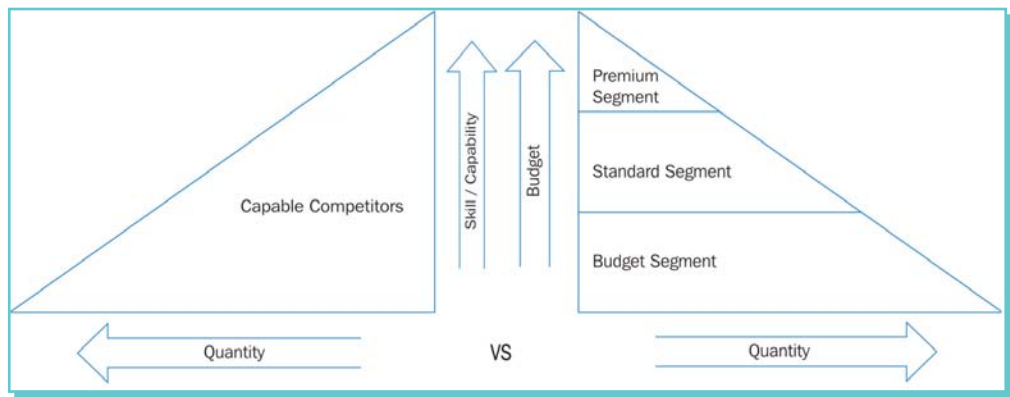 Premium
Segment
Skill / Capability
Budget
Standard Segment
Capable Competitors
Budget Segment
Quantity
VS
Quantity